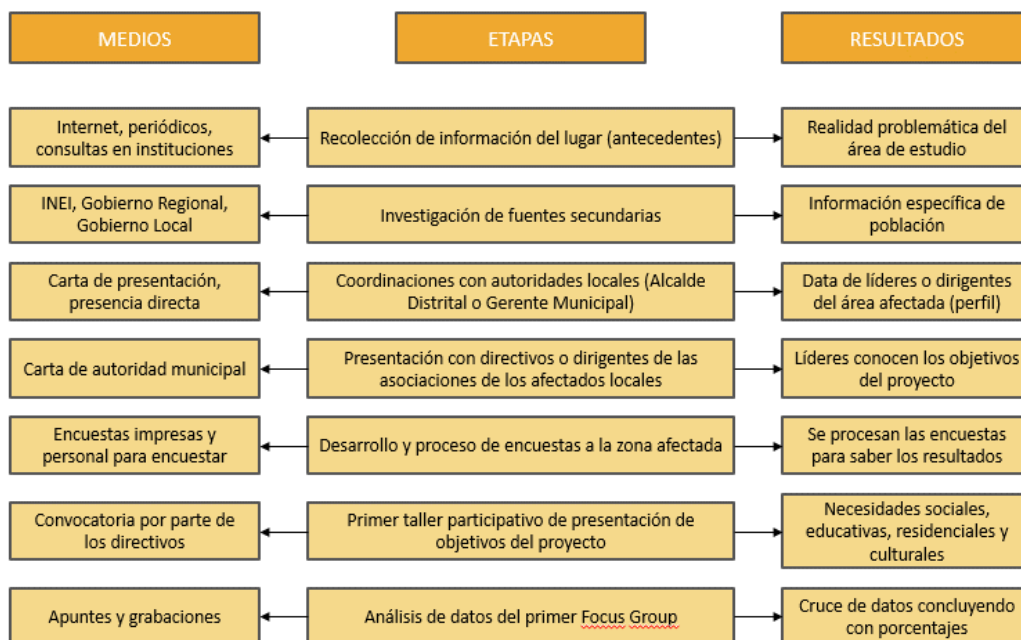 MEDIOS
ETAPAS
RESULTADOS
Internet, periódicos,
consultas en instituciones
Recolección de información del lugar (antecedentes)
Realidad problemática del
área de estudio
INEI, Gobierno Regional,
Gobierno Local
Investigación de fuentes secundarias
Información específica de
población
Carta de presentación,
presencia directa
Coordinaciones con autoridades locales (Alcalde
Distrital o Gerente Municipal)
Data de líderes o dirigentes
del área afectada (perfil)
Carta de autoridad municipal
Presentación con directivos o dirigentes de las
asociaciones de los afectados locales
Líderes conocen los objetivos
del proyecto
Encuestas impresas y
personal para encuestar
Desarrollo y proceso de encuestas a la zona afectada
Se procesan las encuestas
para saber los resultados
Convocatoria por parte de
los directivos
Primer taller participativo de presentación de
objetivos del proyecto
Necesidades sociales,
educativas, residenciales y
culturales
Apuntes y grabaciones
Análisis de datos del primer Focus Group
Cruce de datos concluyendo
con porcentajes